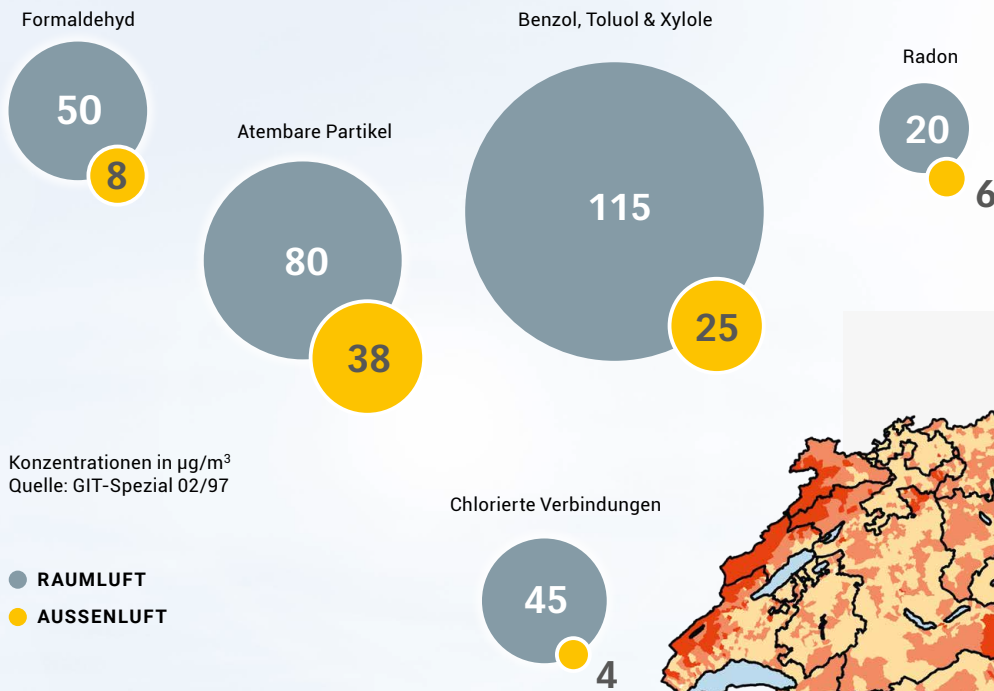 Formaldehyd
50
8
Atembare Partikel
80
38
Benzol, Toluol & Xylole
115
25
Radon
20
6
Konzentrationen in µg/m³
Quelle: GIT-Spezial 02/97
RAUMLUFT
AUSSENLUFT
Chlorierte Verbindungen
45
4